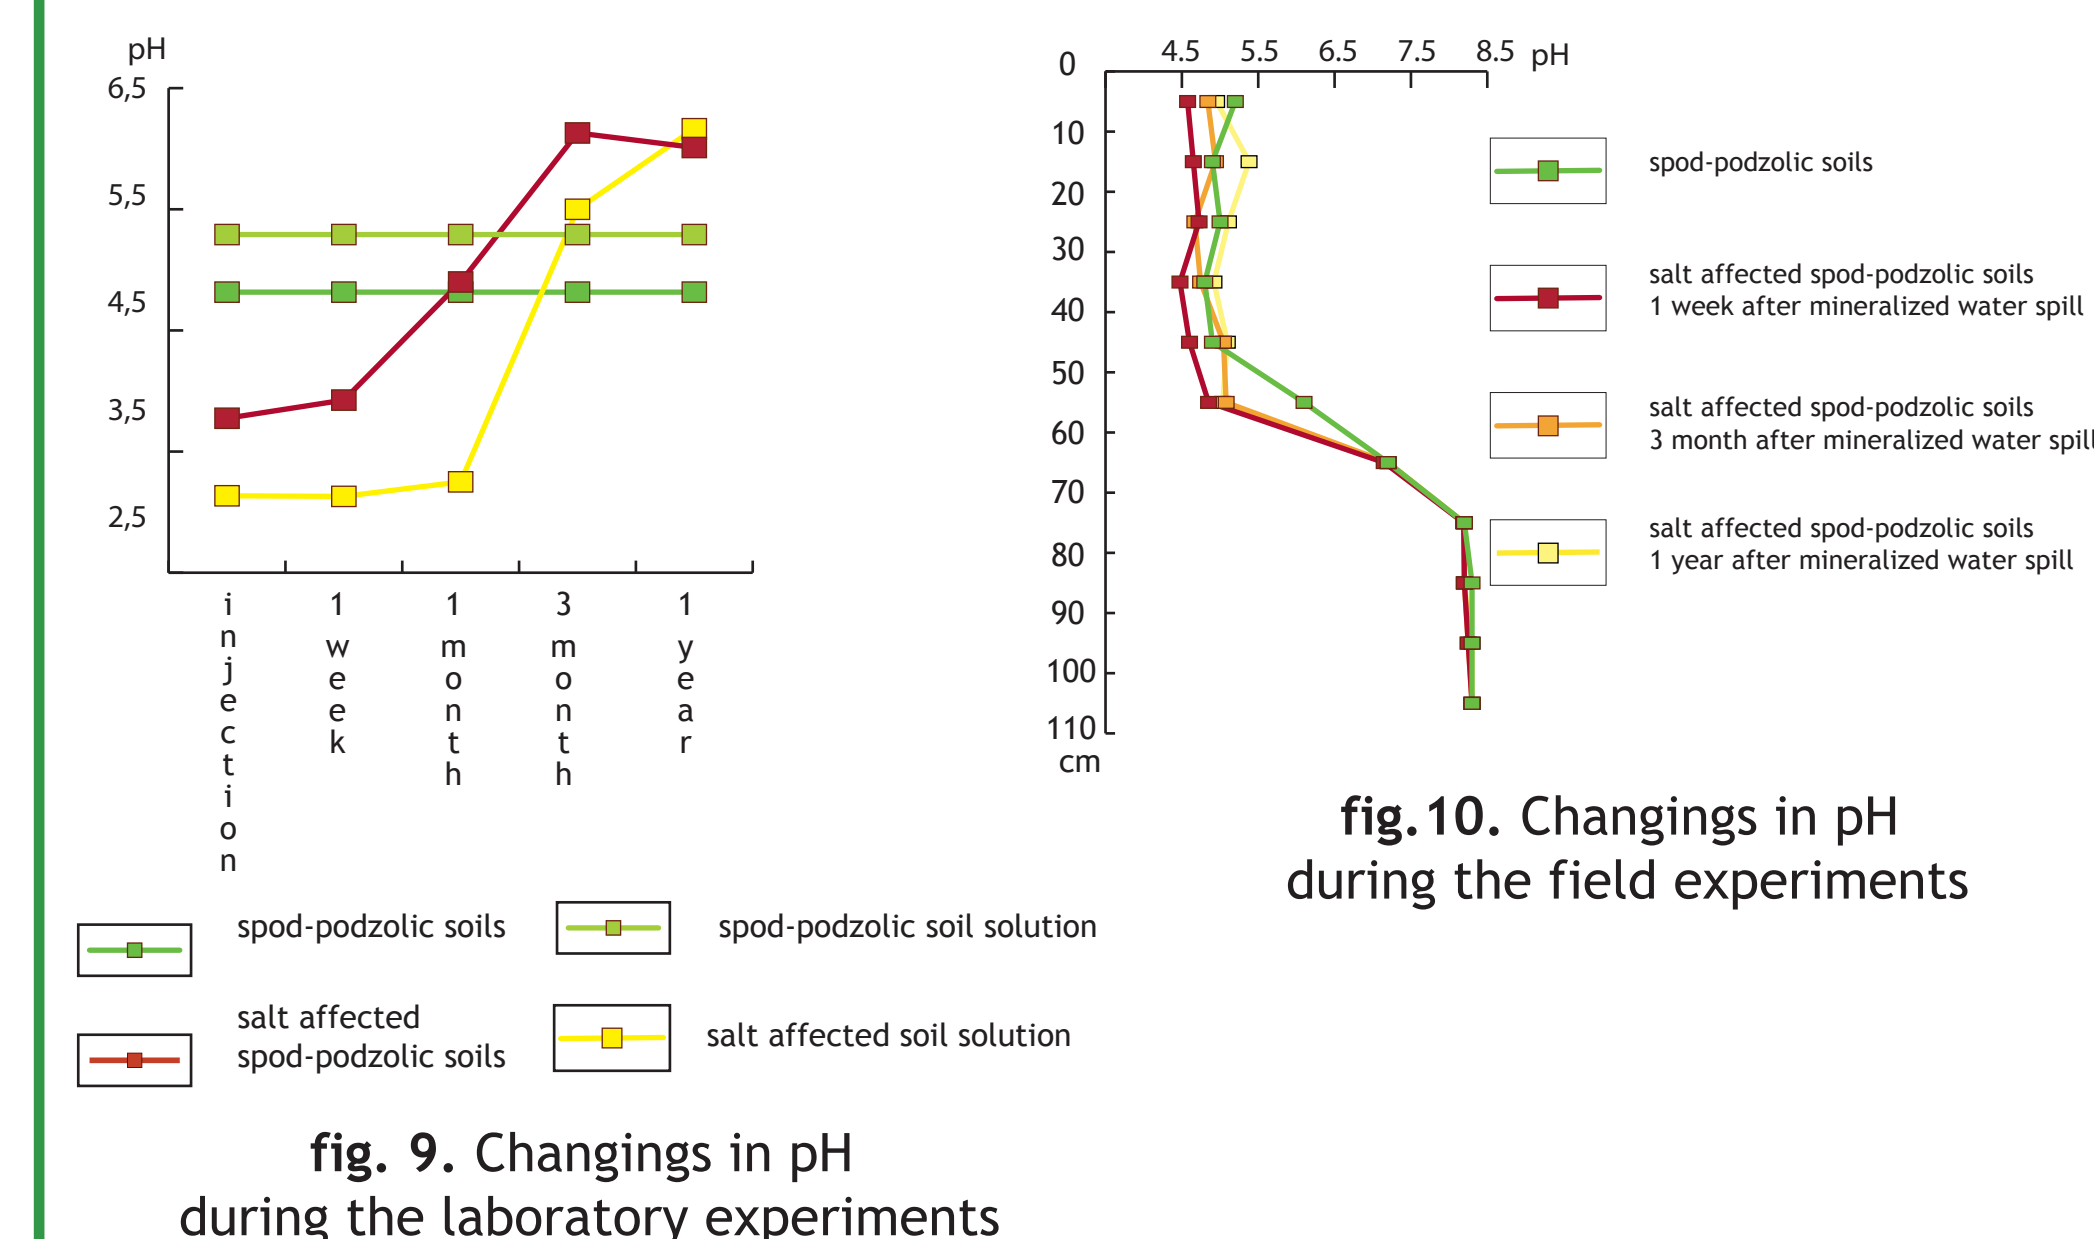 pH
6,5
5,5
4,5
3,5
2,5
injection
1 week
1 month
3 month
1 year
spod-podzolic soils
spod-podzolic soil solution
salt affected
spod-podzolic soils
salt affected soil solution
fig. 9. Changings in pH
during the laboratory experiments
4.5 5.5 6.5 7.5 8.5 pH
0
10
20
30
40
50
60
70
80
90
100
110
cm
spod-podzolic soils
salt affected spod-podzolic soils
1 week after mineralized water spill
salt affected spod-podzolic soils
3 month after mineralized water spill
salt affected spod-podzolic soils
1 year after mineralized water spill
fig.10. Changings in pH
during the field experiments